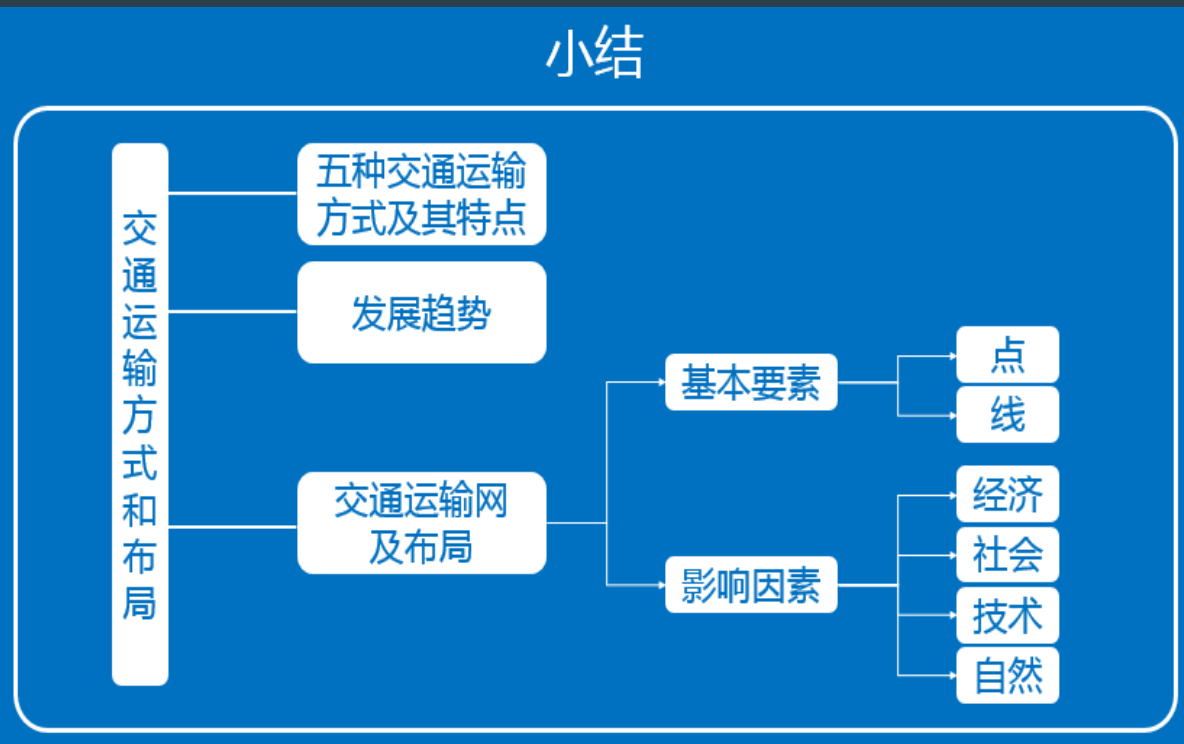 小结
交通运输方式和布局
五种交通运输
方式及其特点
发展趋势
交通运输网
及布局
基本要素
点
线
影响因素
经济
社会
技术
自然